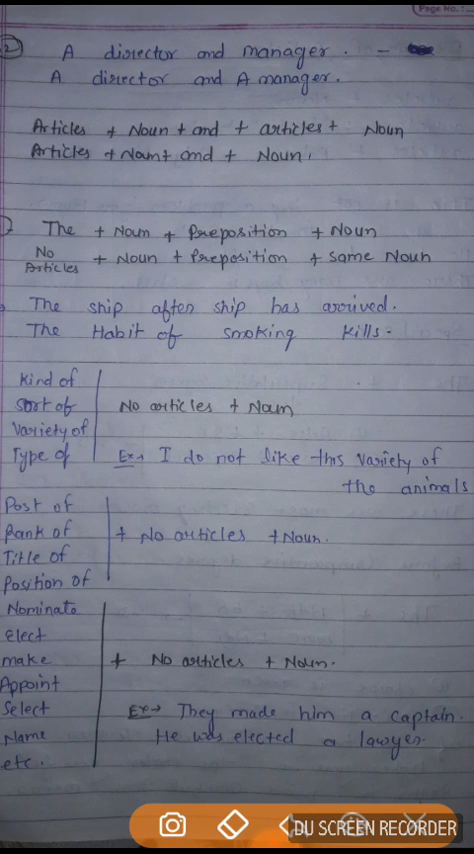 Page No.:
2)
A director and manager. -
A director and A manager.
Articles + Noun + and + articles + Noun
Articles + Noun + and + Noun.
The + Noun + Preposition + Noun
No Articles + Noun + Preposition + same Noun
The ship after ship has arrived.
The Habit of smoking kills.
Kind of
Sort of
Variety of
Type of
No articles + Noun
Ex→ I do not like this variety of
the animals
Post of
Rank of
Title of
Position of
+ No articles + Noun.
Nominate
elect
make
Appoint
Select
Name
etc.
+ No articles + Noun.
Ex→ They made him a captain.
He was elected a lawyer.
DU SCREEN RECORDER